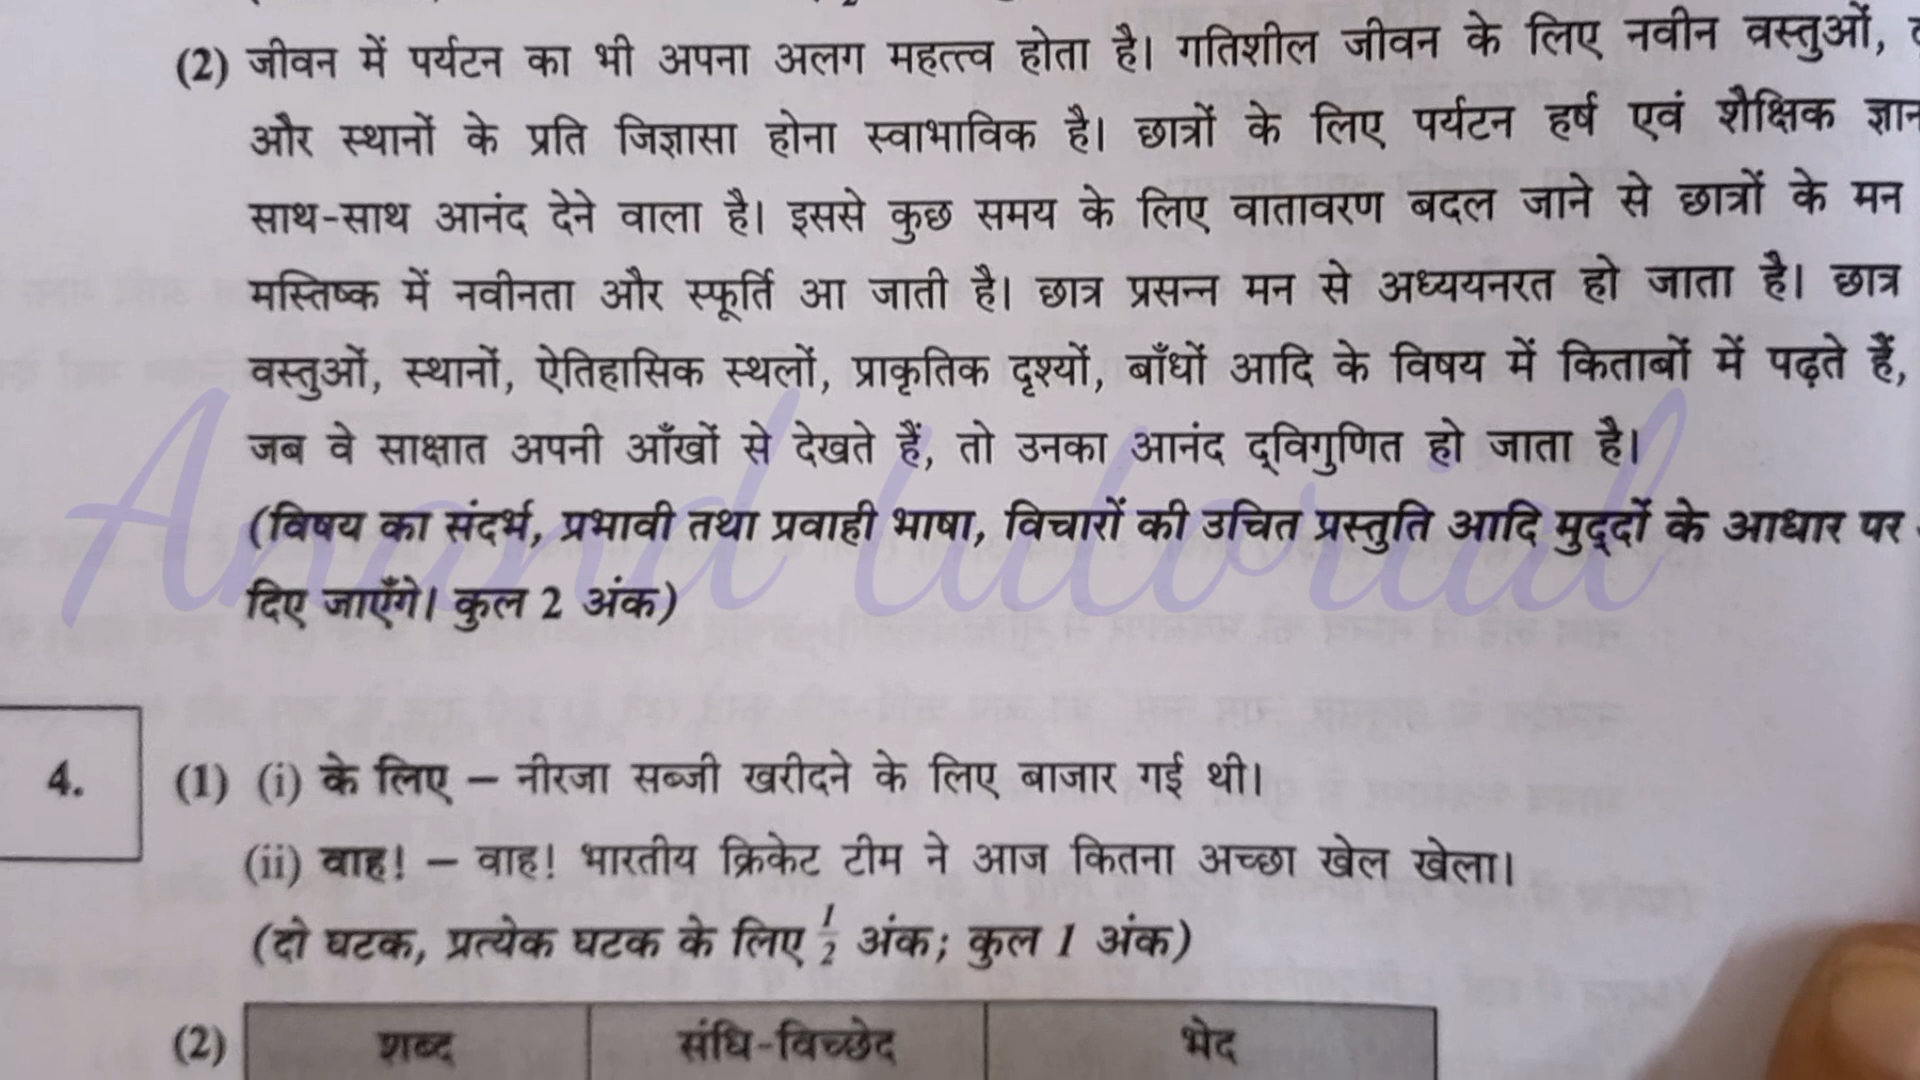 (2) जीवन में पर्यटन का भी अपना अलग महत्त्व होता है। गतिशील जीवन के लिए नवीन वस्तुओं,
और स्थानों के प्रति जिज्ञासा होना स्वाभाविक है। छात्रों के लिए पर्यटन हर्ष एवं शैक्षिक ज्ञान
साथ-साथ आनंद देने वाला है। इससे कुछ समय के लिए वातावरण बदल जाने से छात्रों के मन
मस्तिष्क में नवीनता और स्फूर्ति आ जाती है। छात्र प्रसन्न मन से अध्ययनरत हो जाता है। छात्र
वस्तुओं, स्थानों, ऐतिहासिक स्थलों, प्राकृतिक दृश्यों, बाँधों आदि के विषय में किताबों में पढ़ते हैं,
जब वे साक्षात अपनी आँखों से देखते हैं, तो उनका आनंद द्‌विगुणित हो जाता है।
(विषय का संदर्भ, प्रभावी तथा प्रवाही भाषा, विचारों की उचित प्रस्तुति आदि मुद्‌दों के आधार पर
दिए जाएँगे। कुल 2 अंक)
Anand tutorial
4. (1) (i) के लिए – नीरजा सब्जी खरीदने के लिए बाजार गई थी।
(ii) वाह! – वाह! भारतीय क्रिकेट टीम ने आज कितना अच्छा खेल खेला।
(दो घटक, प्रत्येक घटक के लिए 1/2 अंक; कुल 1 अंक)
(2) शब्द संधि-विच्छेद भेद